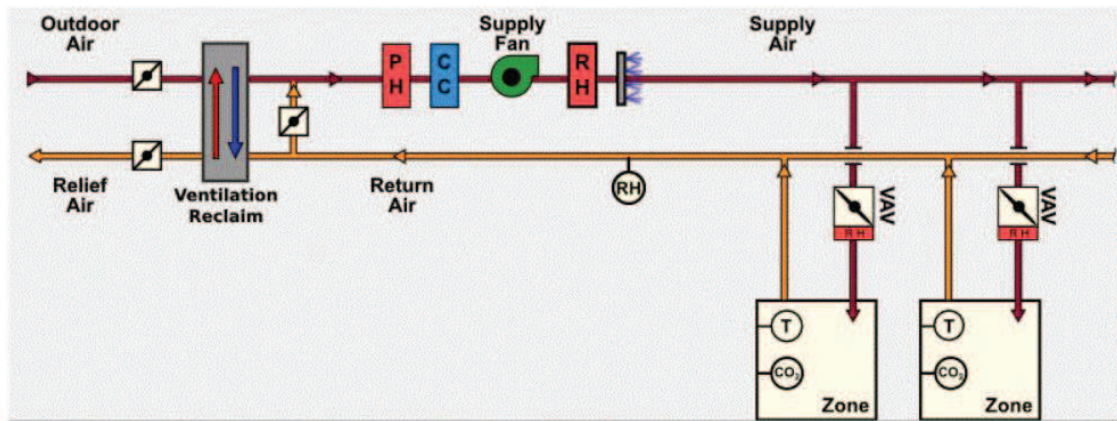 Outdoor
Air
Supply
Fan
Supply
Air
P
H
C
C
R
H
Relief
Air
Ventilation
Reclaim
Return
Air
RH
VAV
VAV
R H
R H
T
T
CO₂
CO₂
Zone
Zone